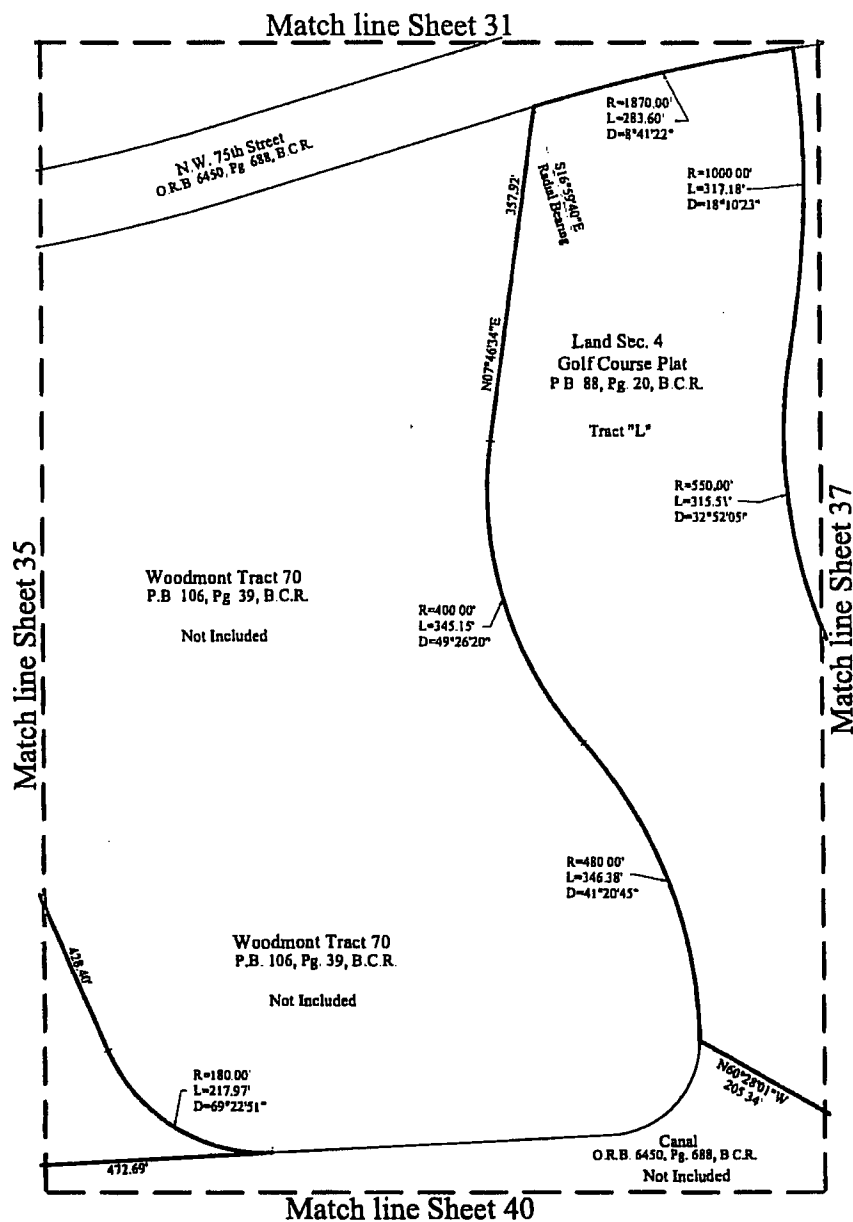 Match line Sheet 31
N.W. 75th Street
O.R.B 6450, Pg 688, B.C.R.
R=1870.00'
L=283.60'
D=8°41'22"
S16°59'40"E
Radial Bearing
R=1000 00'
L=317.18'
D=18°10'23"
357.92'
N07°46'34"E
Land Sec. 4
Golf Course Plat
P B 88, Pg. 20, B.C.R.
Tract "L"
R=550.00'
L=315.51'
D=32°52'05"
Match line Sheet 35
Match line Sheet 37
Woodmont Tract 70
P.B 106, Pg 39, B.C.R.
Not Included
R=400 00'
L=345.15'
D=49°26'20"
R=480 00'
L=346.38'
D=41°20'45"
428.40'
Woodmont Tract 70
P.B. 106, Pg. 39, B.C.R.
Not Included
R=180.00'
L=217.97'
D=69°22'51"
N60°28'01"W
205 34'
472.69'
Canal
O.R.B. 6450, Pg. 688, B C.R.
Not Included
Match line Sheet 40